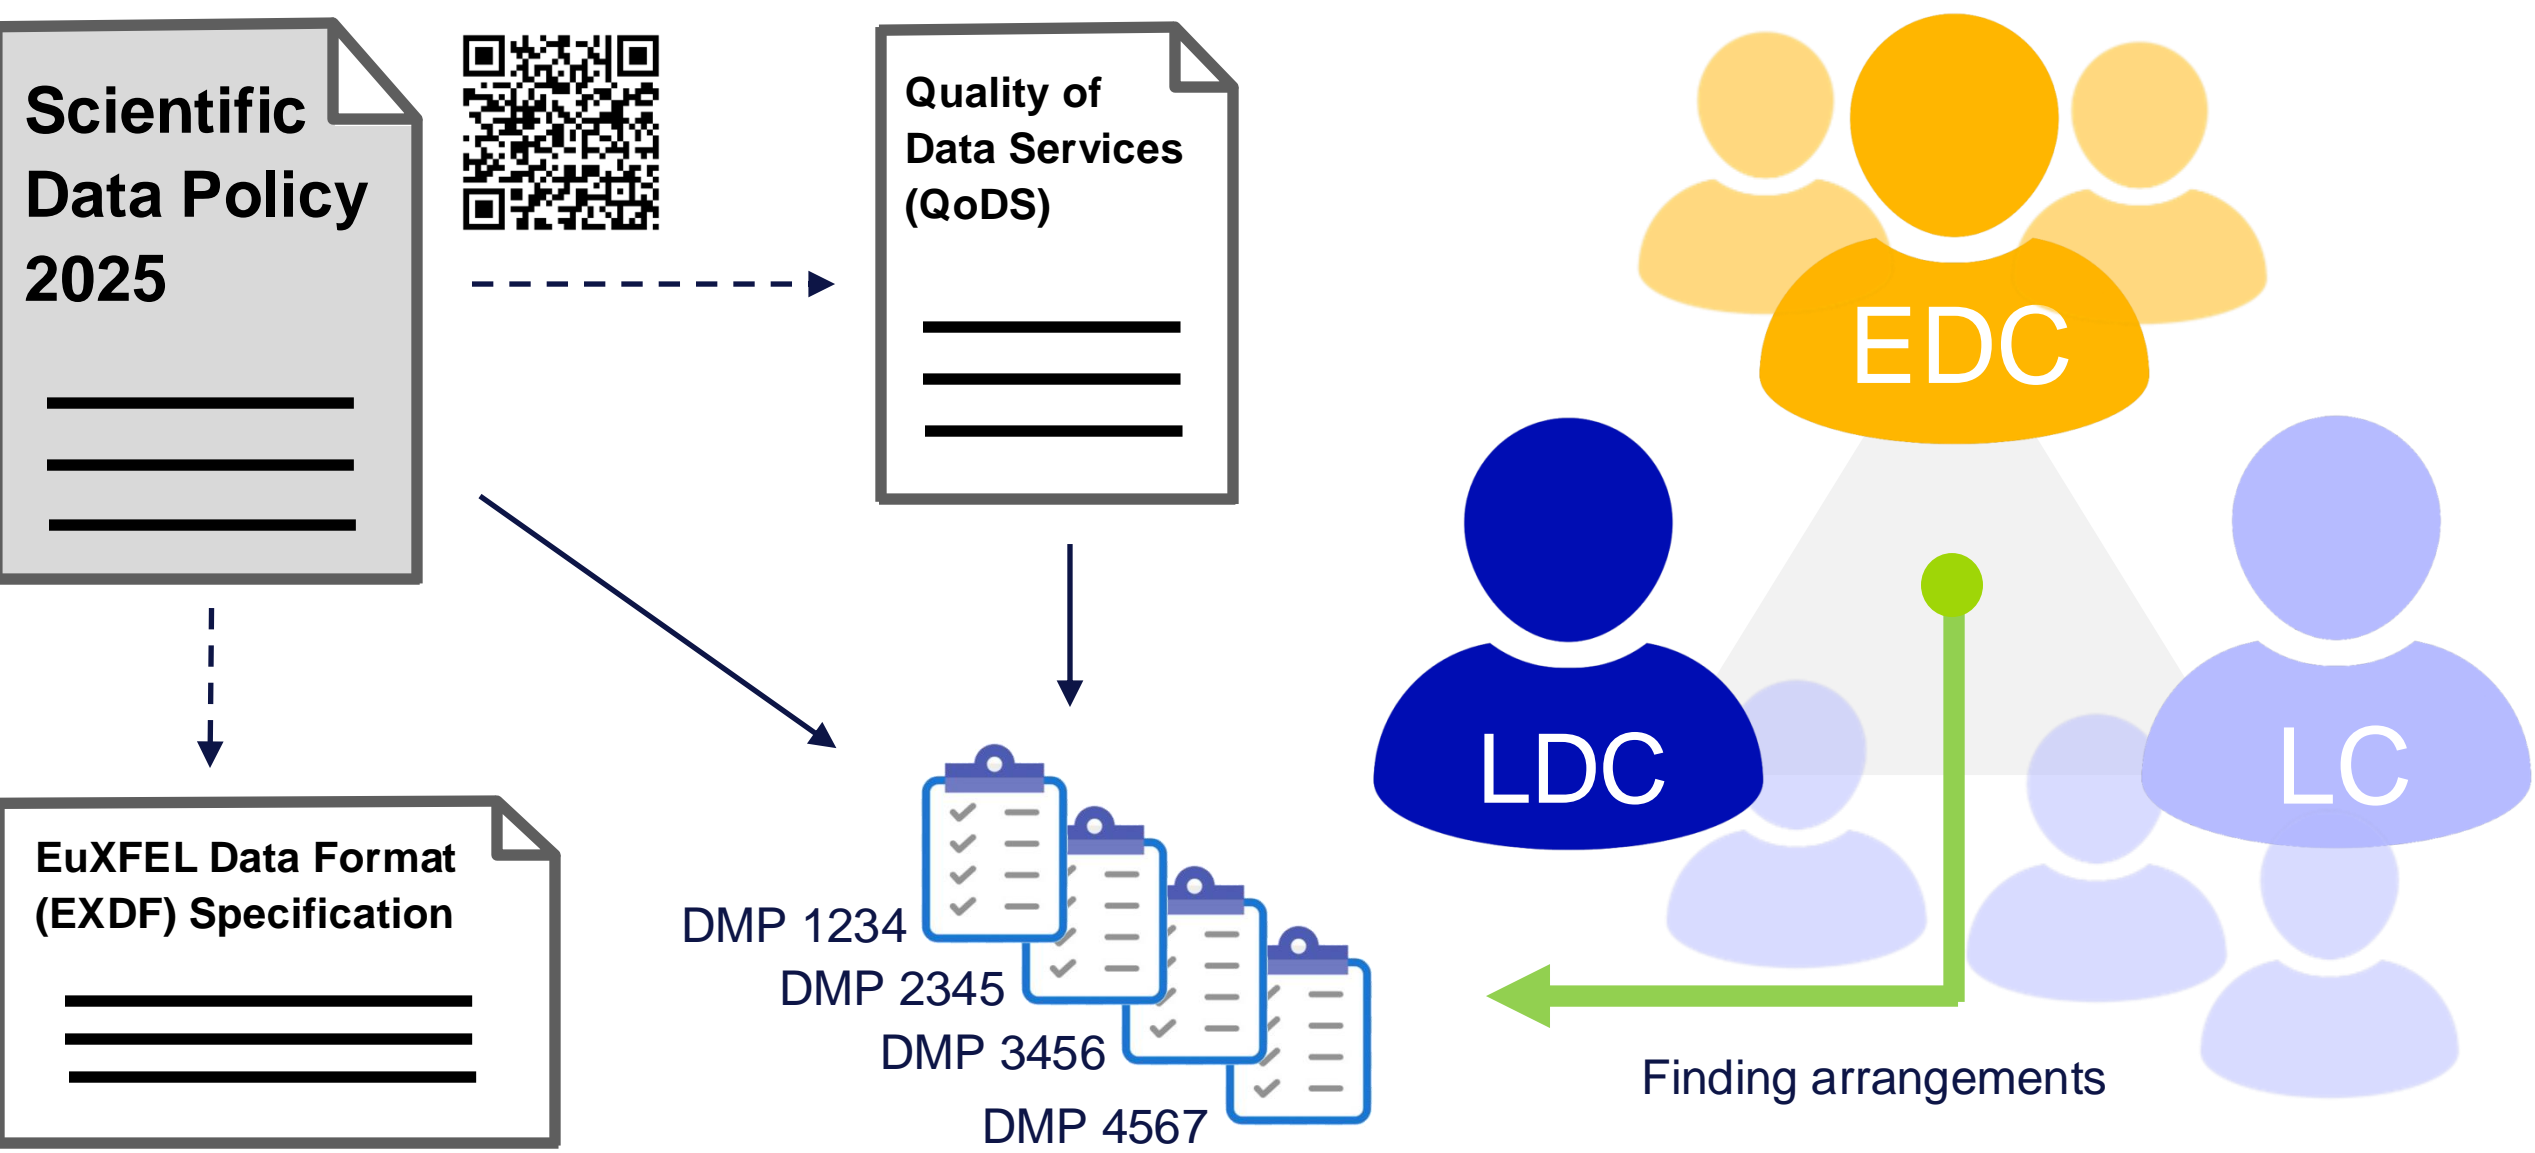 Scientific
Data Policy
2025
Quality of
Data Services
(QoDS)
EDC
LDC
LC
EuXFEL Data Format
(EXDF) Specification
DMP 1234
DMP 2345
DMP 3456
DMP 4567
Finding arrangements